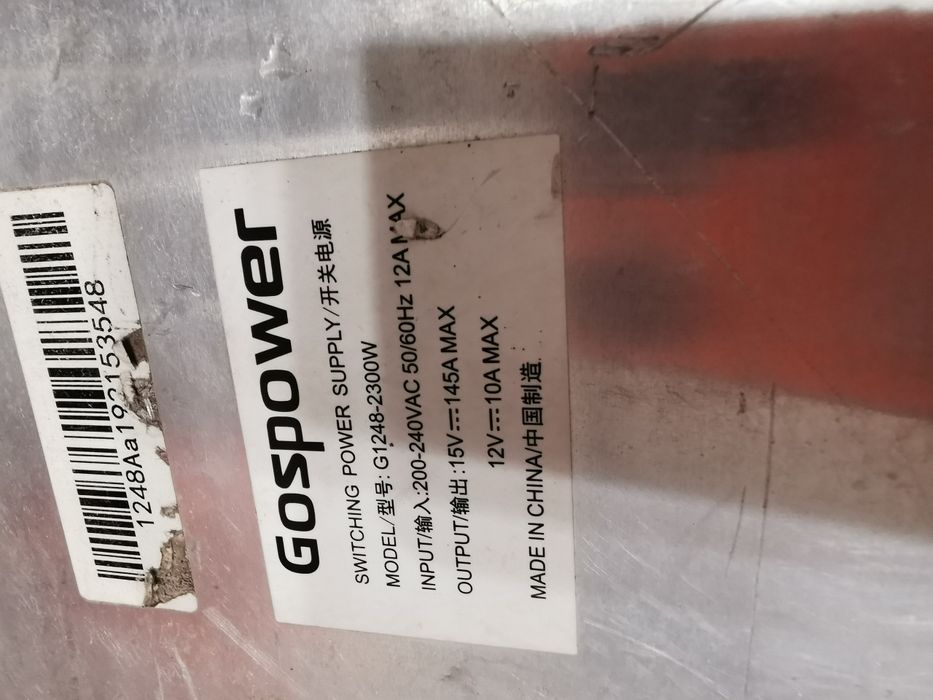 1248Aa192153548
Gospower
SWITCHING POWER SUPPLY/开关电源
MODEL/型号: G1248-2300W
INPUT/输入:200-240VAC 50/60Hz 12A MAX
OUTPUT/输出:15V⎓145A MAX
12V⎓10A MAX
MADE IN CHINA/中国制造